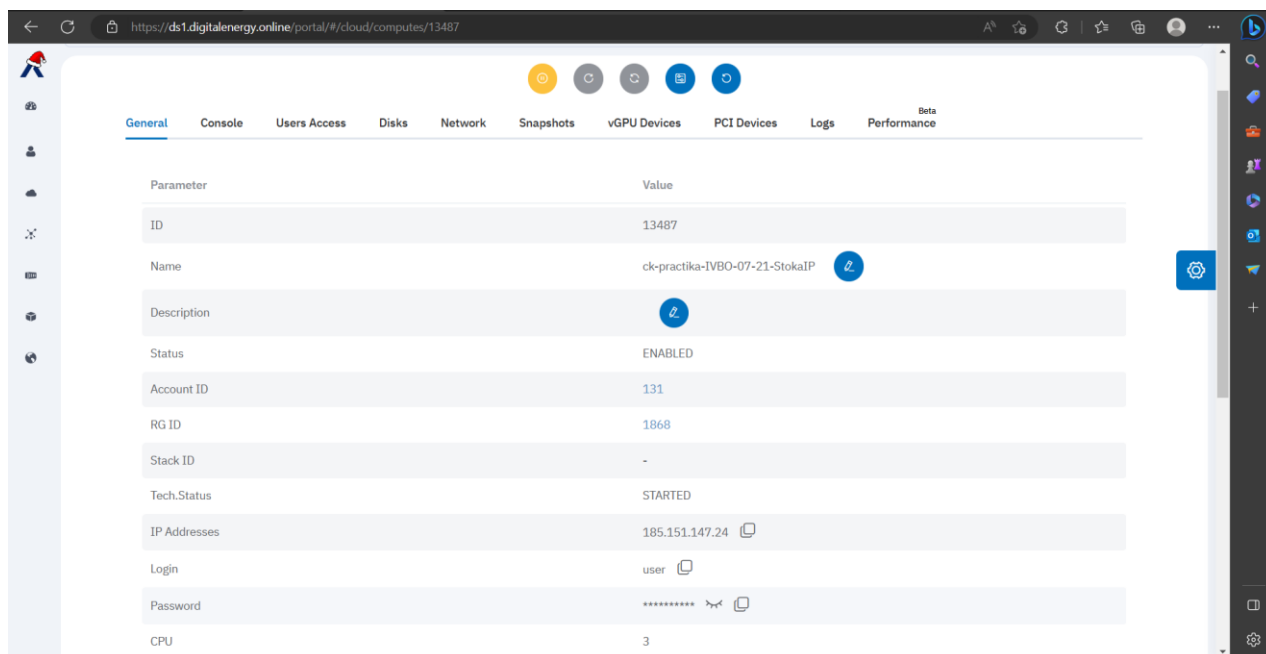 https://ds1.digitalenergy.online/portal/#/cloud/computes/13487
General Console Users Access Disks Network Snapshots vGPU Devices PCI Devices Logs Performance Beta
Parameter Value
ID 13487
Name ck-practika-IVBO-07-21-StokaIP
Description
Status ENABLED
Account ID 131
RG ID 1868
Stack ID -
Tech.Status STARTED
IP Addresses 185.151.147.24
Login user
Password **********
CPU 3